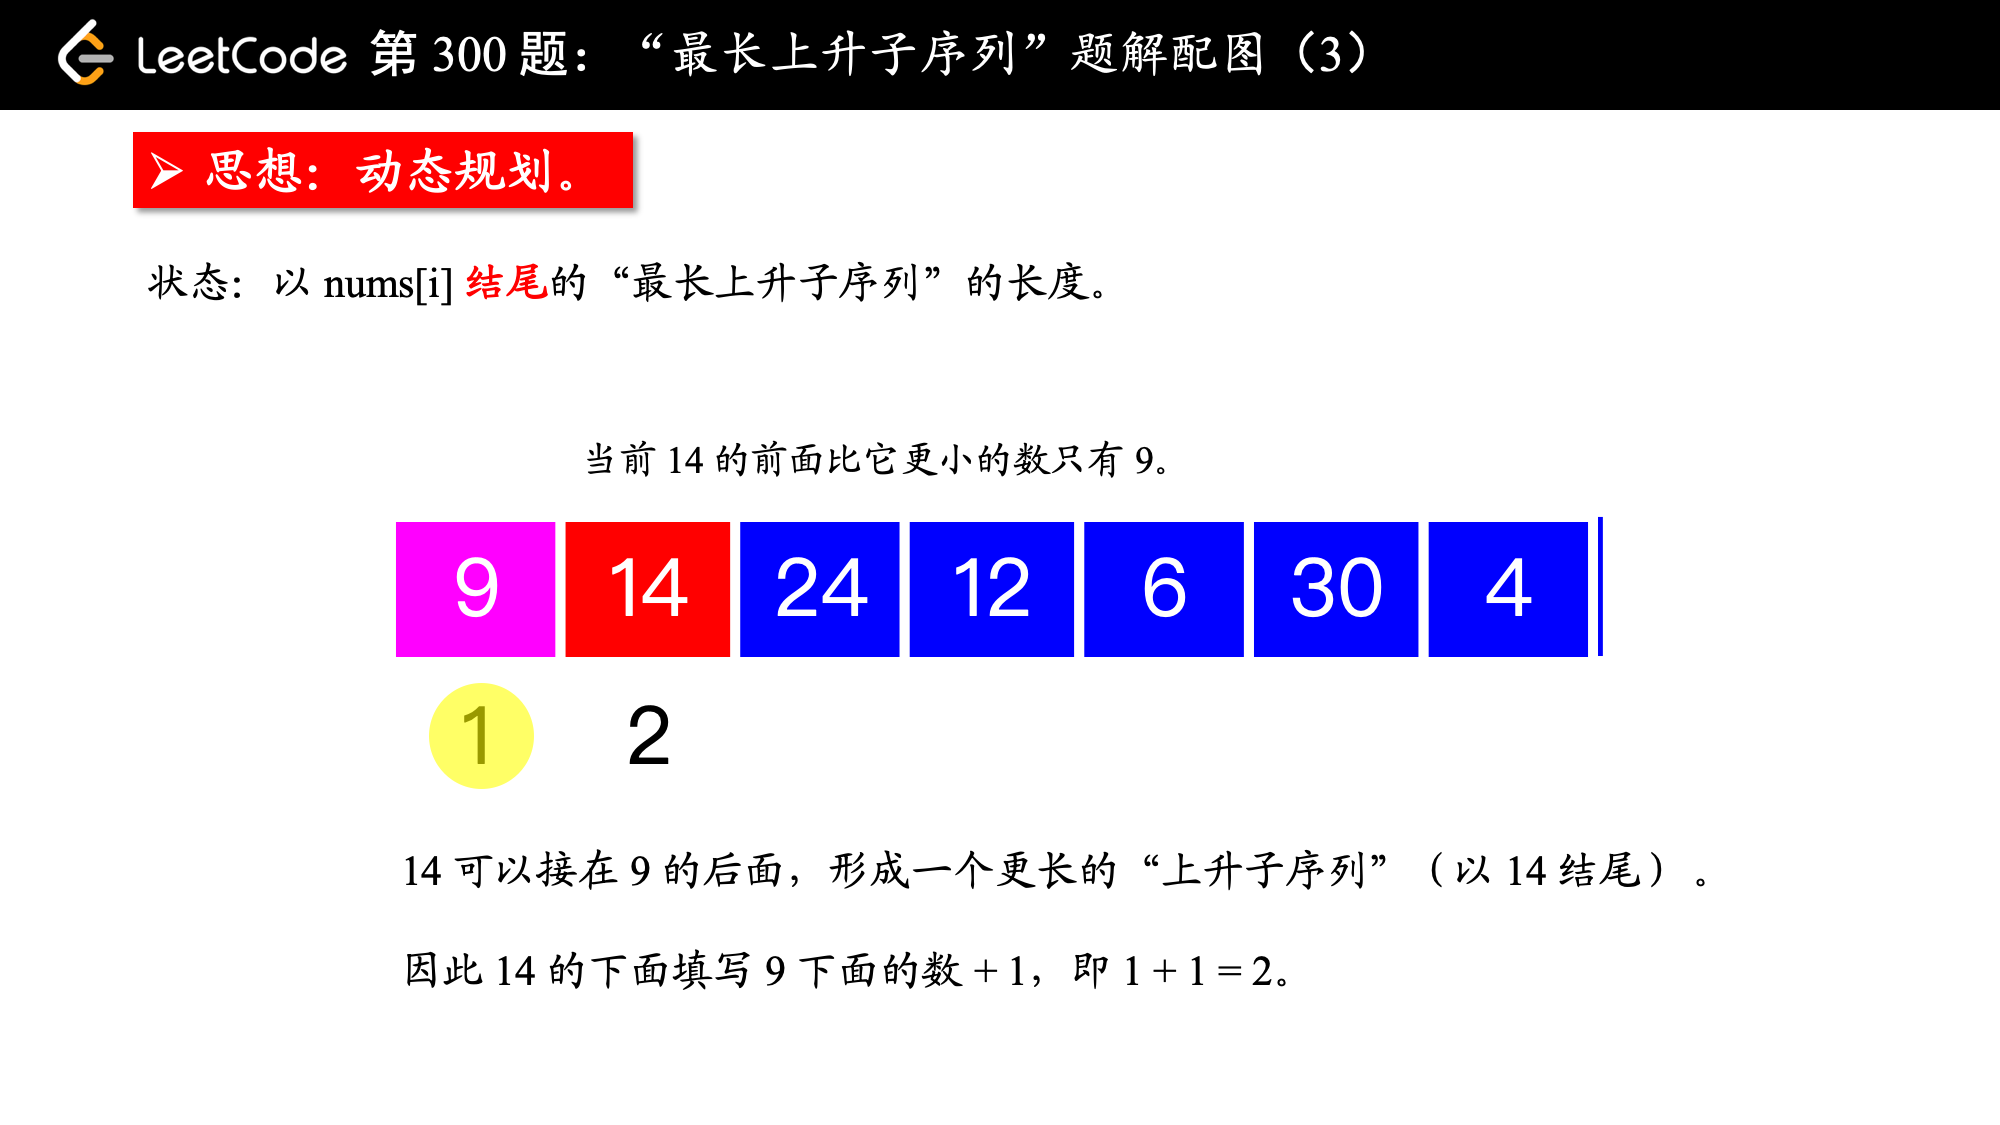 LeetCode 第 300 题：“最长上升子序列”题解配图（3）
➢ 思想：动态规划。
状态：以 nums[i] 结尾的“最长上升子序列”的长度。
当前 14 的前面比它更小的数只有 9。
9 14 24 12 6 30 4
1 2
14 可以接在 9 的后面，形成一个更长的“上升子序列”（以 14 结尾）。
因此 14 的下面填写 9 下面的数 + 1，即 1 + 1 = 2。